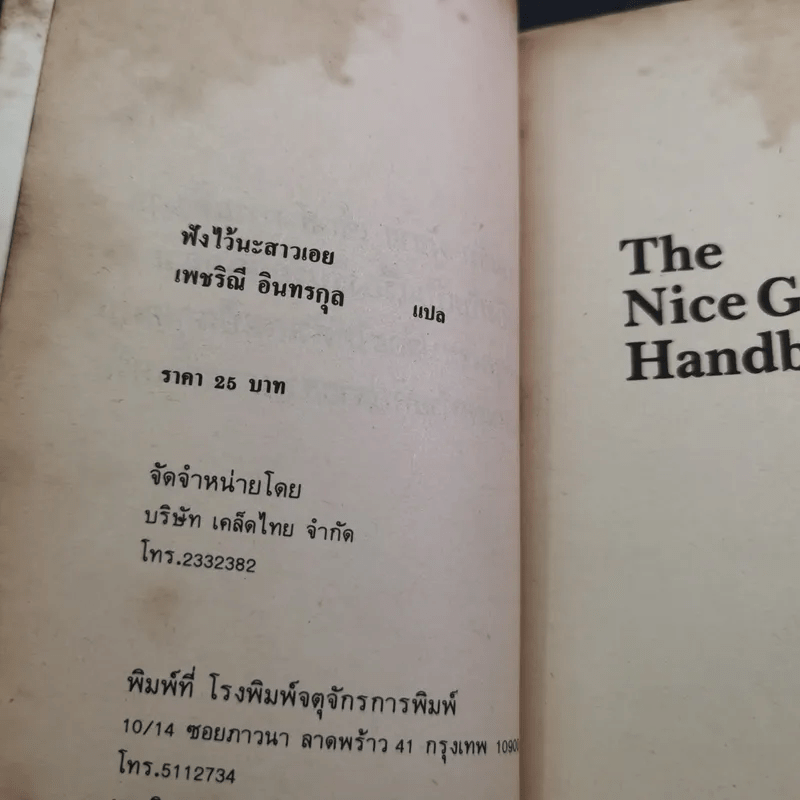 ฟังไว้นะสาวเอย
เพชริณี อินทรกุล แปล
ราคา 25 บาท
จัดจำหน่ายโดย
บริษัท เคล็ดไทย จำกัด
โทร.2332382
พิมพ์ที่ โรงพิมพ์จตุจักรการพิมพ์
10/14 ซอยภาวนา ลาดพร้าว 41 กรุงเทพ 10900
โทร.5112734
The
Nice G
Handb